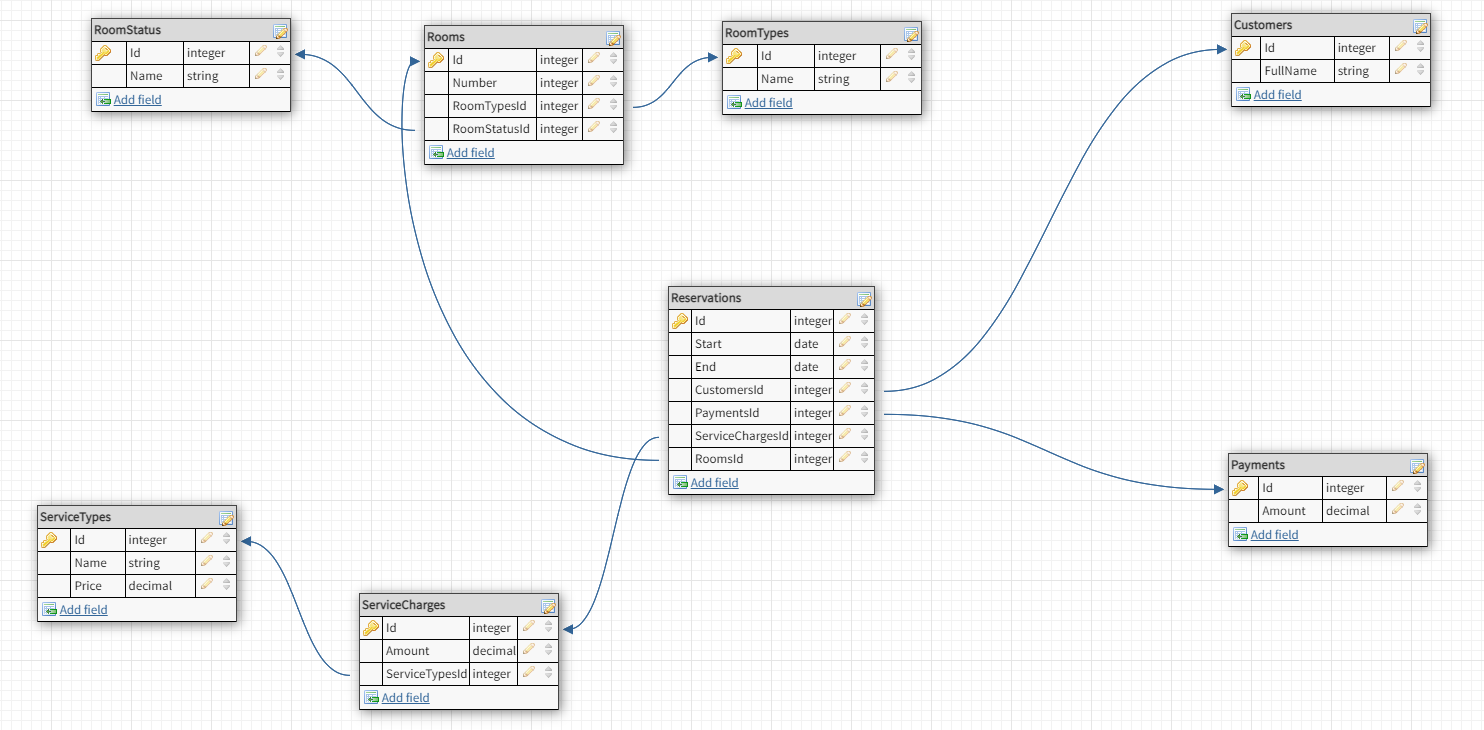 RoomStatus
Id integer
Name string
Add field
Rooms
Id integer
Number integer
RoomTypesId integer
RoomStatusId integer
Add field
RoomTypes
Id integer
Name string
Add field
Customers
Id integer
FullName string
Add field
Reservations
Id integer
Start date
End date
CustomersId integer
PaymentsId integer
ServiceChargesId integer
RoomsId integer
Add field
Payments
Id integer
Amount decimal
Add field
ServiceTypes
Id integer
Name string
Price decimal
Add field
ServiceCharges
Id integer
Amount decimal
ServiceTypesId integer
Add field